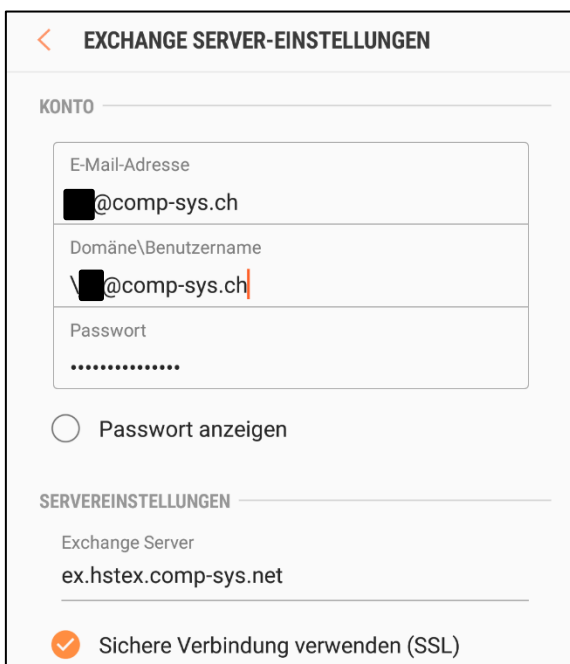 EXCHANGE SERVER-EINSTELLUNGEN
KONTO
E-Mail-Adresse
@comp-sys.ch
Domäne\Benutzername
\@comp-sys.ch
Passwort
•••••••••••••••
Passwort anzeigen
SERVEREINSTELLUNGEN
Exchange Server
ex.hstex.comp-sys.net
Sichere Verbindung verwenden (SSL)